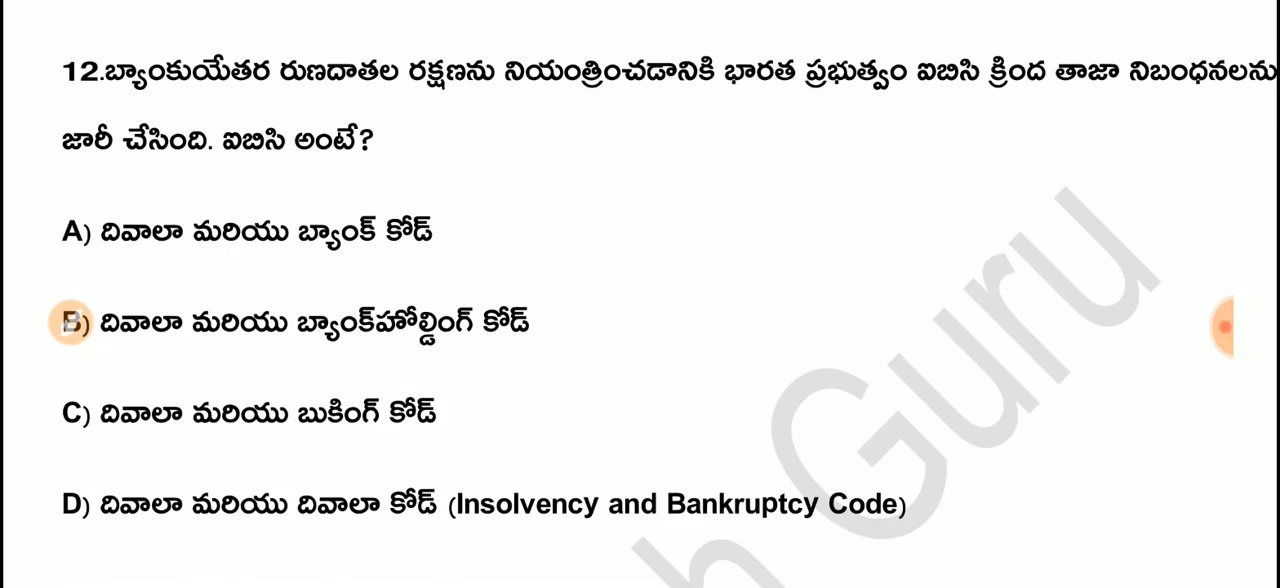 12.బ్యాంకుయేతర రుణదాతల రక్షణను నియంత్రించడానికి భారత ప్రభుత్వం ఐబిసి క్రింద తాజా నిబంధనలను
జారీ చేసింది. ఐబిసి అంటే?
A) దివాలా మరియు బ్యాంక్ కోడ్
B) దివాలా మరియు బ్యాంక్‌హోల్డింగ్ కోడ్
C) దివాలా మరియు బుకింగ్ కోడ్
D) దివాలా మరియు దివాలా కోడ్ (Insolvency and Bankruptcy Code)
Guru